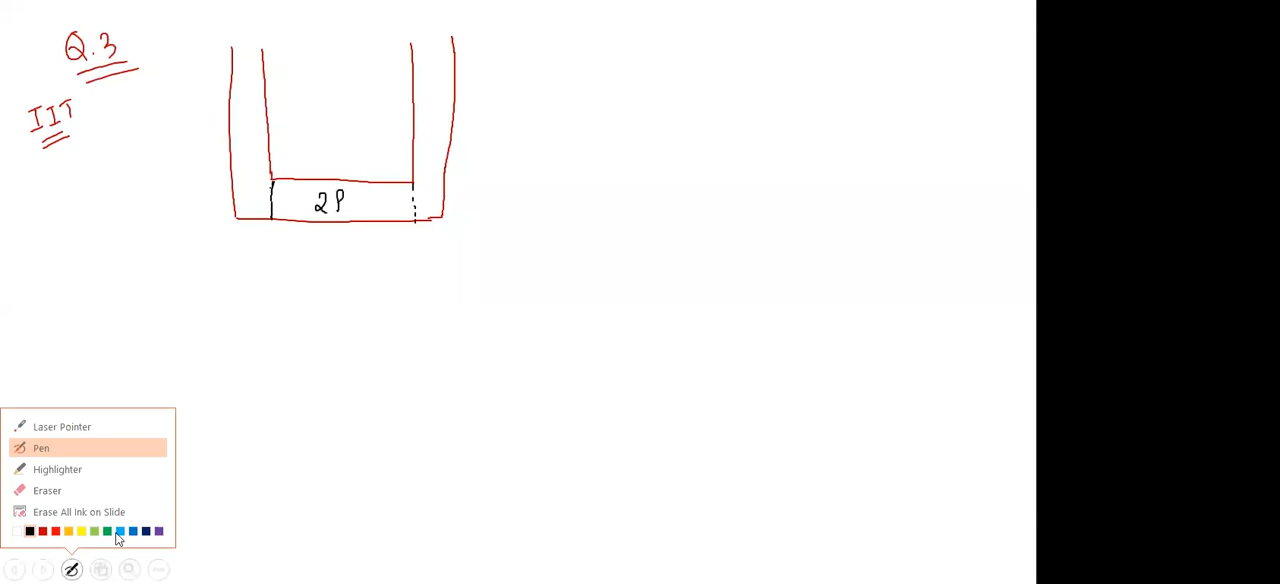 Q.3
IIT
2P
Laser Pointer
Pen
Highlighter
Eraser
Erase All Ink on Slide